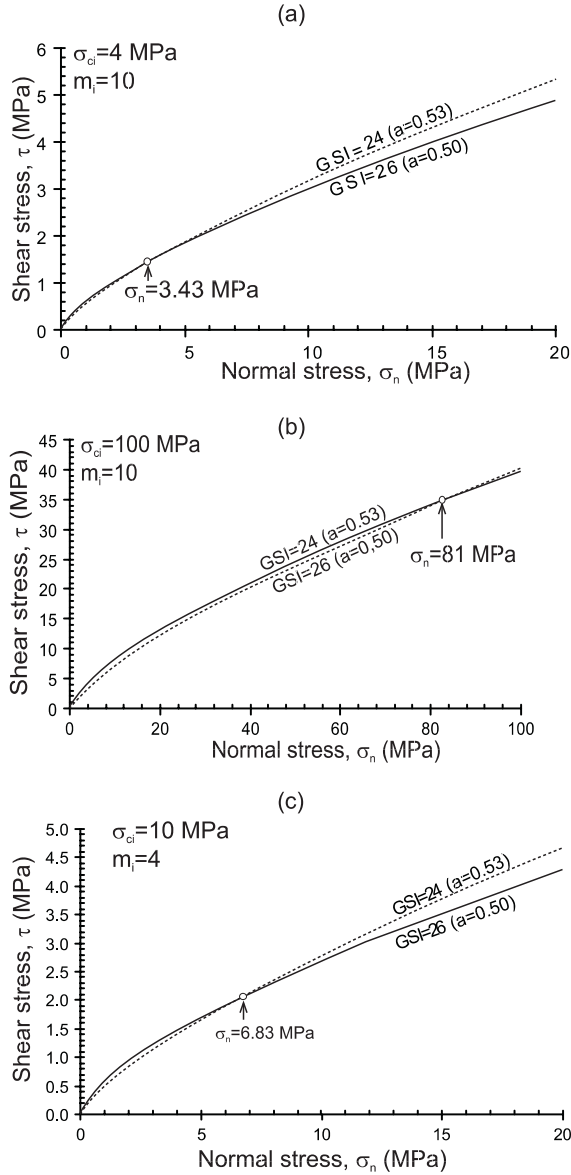 (a)
σci=4 MPa
mi=10
Shear stress, τ (MPa)
6
5
4
3
2
1
0
GSI=24 (a=0.53)
GSI=26 (a=0.50)
σn=3.43 MPa
0 5 10 15 20
Normal stress, σn (MPa)
(b)
σci=100 MPa
mi=10
Shear stress, τ (MPa)
45
40
35
30
25
20
15
10
5
0
GSI=24 (a=0.53)
GSI=26 (a=0,50)
σn=81 MPa
0 20 40 60 80 100
Normal stress, σn (MPa)
(c)
σci=10 MPa
mi=4
Shear stress, τ (MPa)
5.0
4.5
4.0
3.5
3.0
2.5
2.0
1.5
1.0
0.5
0.0
GSI=24 (a=0.53)
GSI=26 (a=0.50)
σn=6.83 MPa
0 5 10 15 20
Normal stress, σn (MPa)